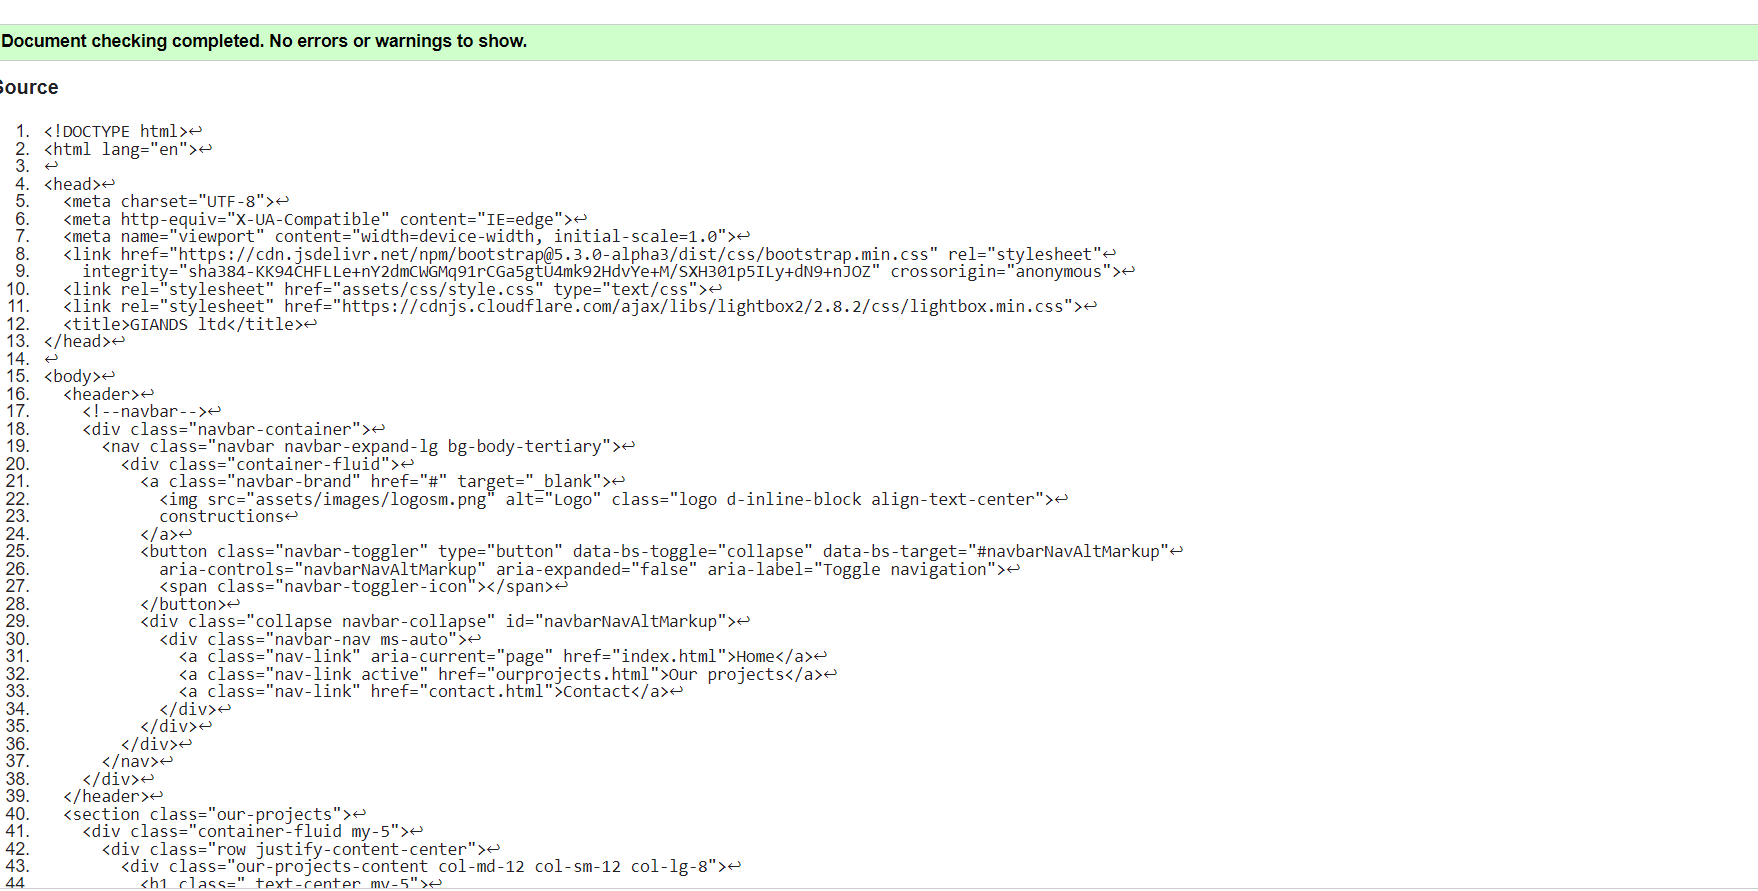 Document checking completed. No errors or warnings to show.
Source
1. <!DOCTYPE html>↩
2. <html lang="en">↩
3. ↩
4. <head>↩
5. <meta charset="UTF-8">↩
6. <meta http-equiv="X-UA-Compatible" content="IE=edge">↩
7. <meta name="viewport" content="width=device-width, initial-scale=1.0">↩
8. <link href="https://cdn.jsdelivr.net/npm/bootstrap@5.3.0-alpha3/dist/css/bootstrap.min.css" rel="stylesheet"↩
9. integrity="sha384-KK94CHFLLe+nY2dmCWGMq91rCGa5gtU4mk92HdvYe+M/SXH301p5ILy+dN9+nJOZ" crossorigin="anonymous">↩
10. <link rel="stylesheet" href="assets/css/style.css" type="text/css">↩
11. <link rel="stylesheet" href="https://cdnjs.cloudflare.com/ajax/libs/lightbox2/2.8.2/css/lightbox.min.css">↩
12. <title>GIANDS ltd</title>↩
13. </head>↩
14. ↩
15. <body>↩
16. <header>↩
17. <!--navbar-->↩
18. <div class="navbar-container">↩
19. <nav class="navbar navbar-expand-lg bg-body-tertiary">↩
20. <div class="container-fluid">↩
21. <a class="navbar-brand" href="#" target="_blank">↩
22. <img src="assets/images/logosm.png" alt="Logo" class="logo d-inline-block align-text-center">↩
23. constructions↩
24. </a>↩
25. <button class="navbar-toggler" type="button" data-bs-toggle="collapse" data-bs-target="#navbarNavAltMarkup"↩
26. aria-controls="navbarNavAltMarkup" aria-expanded="false" aria-label="Toggle navigation">↩
27. <span class="navbar-toggler-icon"></span>↩
28. </button>↩
29. <div class="collapse navbar-collapse" id="navbarNavAltMarkup">↩
30. <div class="navbar-nav ms-auto">↩
31. <a class="nav-link" aria-current="page" href="index.html">Home</a>↩
32. <a class="nav-link active" href="ourprojects.html">Our projects</a>↩
33. <a class="nav-link" href="contact.html">Contact</a>↩
34. </div>↩
35. </div>↩
36. </div>↩
37. </nav>↩
38. </div>↩
39. </header>↩
40. <section class="our-projects">↩
41. <div class="container-fluid my-5">↩
42. <div class="row justify-content-center">↩
43. <div class="our-projects-content col-md-12 col-sm-12 col-lg-8">↩
44 <h1 class=" text-center my-5">↩